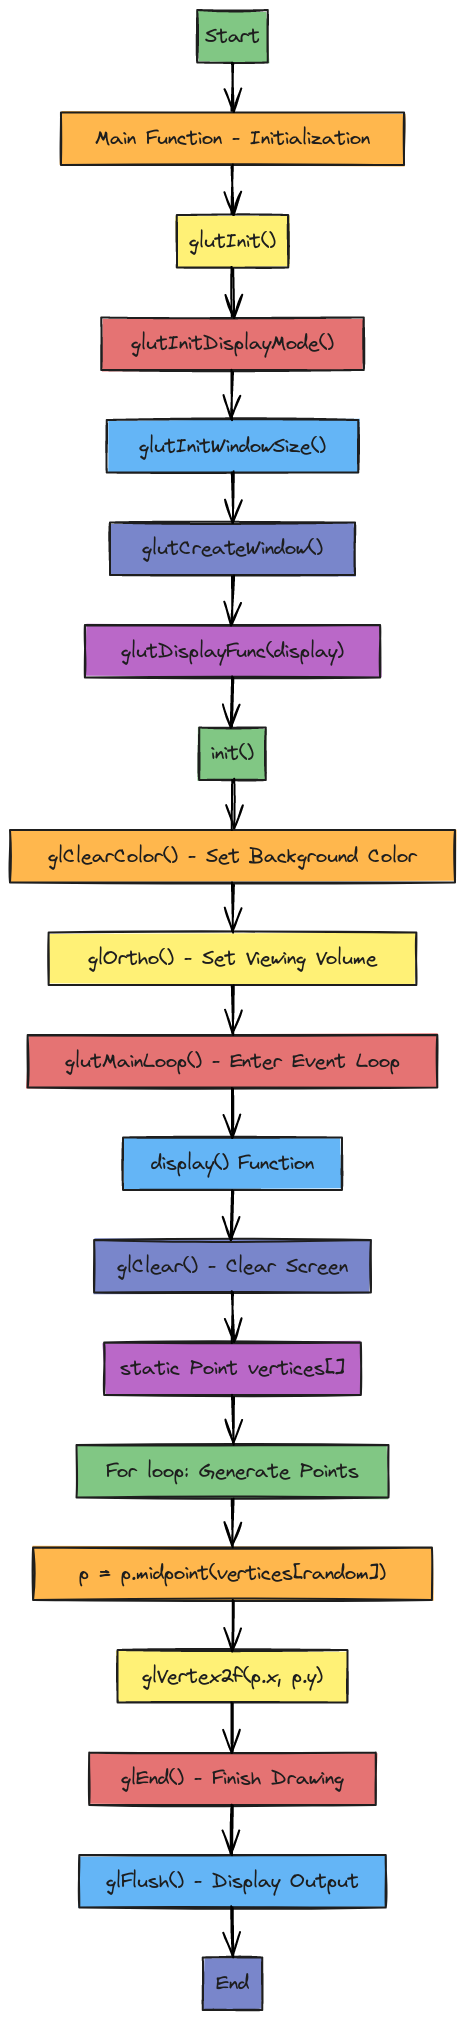 Start
Main Function - Initialization
glutInit()
glutInitDisplayMode()
glutInitWindowSize()
glutCreateWindow()
glutDisplayFunc(display)
init()
glClearColor() - Set Background Color
glOrtho() - Set Viewing Volume
glutMainLoop() - Enter Event Loop
display() Function
glClear() - Clear Screen
static Point vertices[]
For loop: Generate Points
p = p.midpoint(vertices[random])
glVertex2f(p.x, p.y)
glEnd() - Finish Drawing
glFlush() - Display Output
End